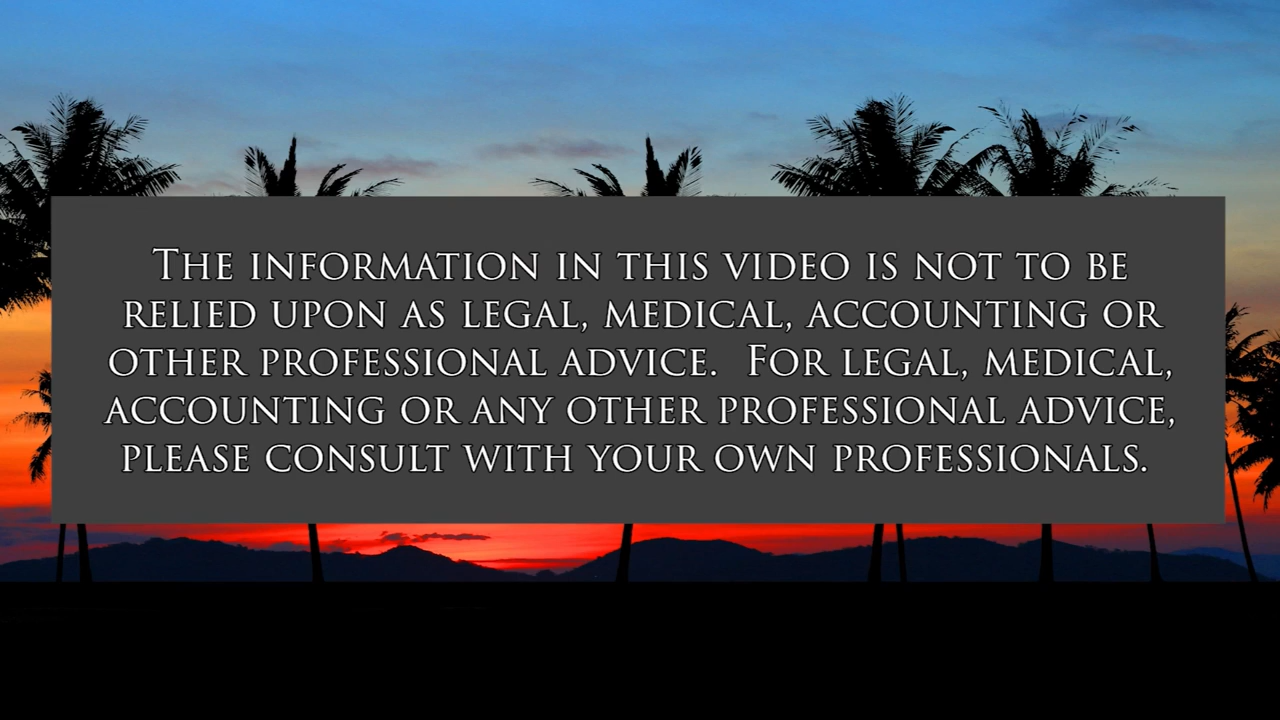 The information in this video is not to be
relied upon as legal, medical, accounting or
other professional advice.  For legal, medical,
accounting or any other professional advice,
please consult with your own professionals.